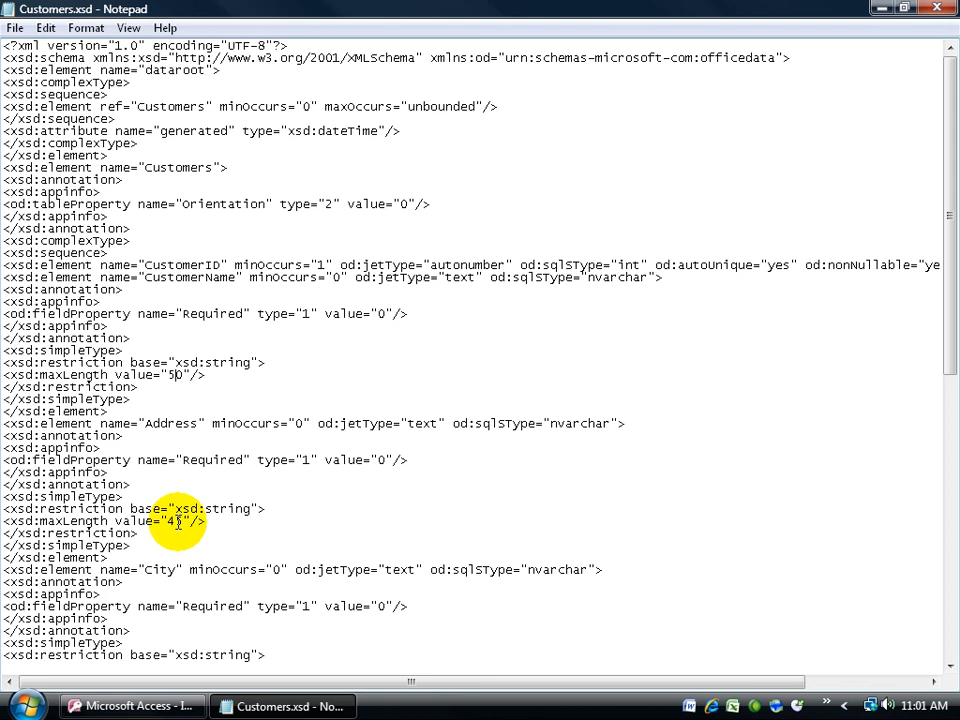 Customers.xsd - Notepad
File Edit Format View Help
<?xml version="1.0" encoding="UTF-8"?>
<xsd:schema xmlns:xsd="http://www.w3.org/2001/XMLSchema" xmlns:od="urn:schemas-microsoft-com:officedata">
<xsd:element name="dataroot">
<xsd:complexType>
<xsd:sequence>
<xsd:element ref="Customers" minOccurs="0" maxOccurs="unbounded"/>
</xsd:sequence>
<xsd:attribute name="generated" type="xsd:dateTime"/>
</xsd:complexType>
</xsd:element>
<xsd:element name="Customers">
<xsd:annotation>
<xsd:appinfo>
<od:tableProperty name="Orientation" type="2" value="0"/>
</xsd:appinfo>
</xsd:annotation>
<xsd:complexType>
<xsd:sequence>
<xsd:element name="CustomerID" minOccurs="1" od:jetType="autonumber" od:sqlSType="int" od:autoUnique="yes" od:nonNullable="ye
<xsd:element name="CustomerName" minOccurs="0" od:jetType="text" od:sqlSType="nvarchar">
<xsd:annotation>
<xsd:appinfo>
<od:fieldProperty name="Required" type="1" value="0"/>
</xsd:appinfo>
</xsd:annotation>
<xsd:simpleType>
<xsd:restriction base="xsd:string">
<xsd:maxLength value="50"/>
</xsd:restriction>
</xsd:simpleType>
</xsd:element>
<xsd:element name="Address" minOccurs="0" od:jetType="text" od:sqlSType="nvarchar">
<xsd:annotation>
<xsd:appinfo>
<od:fieldProperty name="Required" type="1" value="0"/>
</xsd:appinfo>
</xsd:annotation>
<xsd:simpleType>
<xsd:restriction base="xsd:string">
<xsd:maxLength value="45"/>
</xsd:restriction>
</xsd:simpleType>
</xsd:element>
<xsd:element name="City" minOccurs="0" od:jetType="text" od:sqlSType="nvarchar">
<xsd:annotation>
<xsd:appinfo>
<od:fieldProperty name="Required" type="1" value="0"/>
</xsd:appinfo>
</xsd:annotation>
<xsd:simpleType>
<xsd:restriction base="xsd:string">
Microsoft Access - I... Customers.xsd - No... 11:01 AM